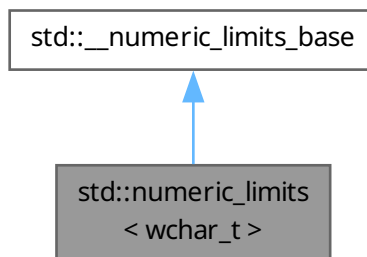 std::__numeric_limits_base
std::numeric_limits
< wchar_t >